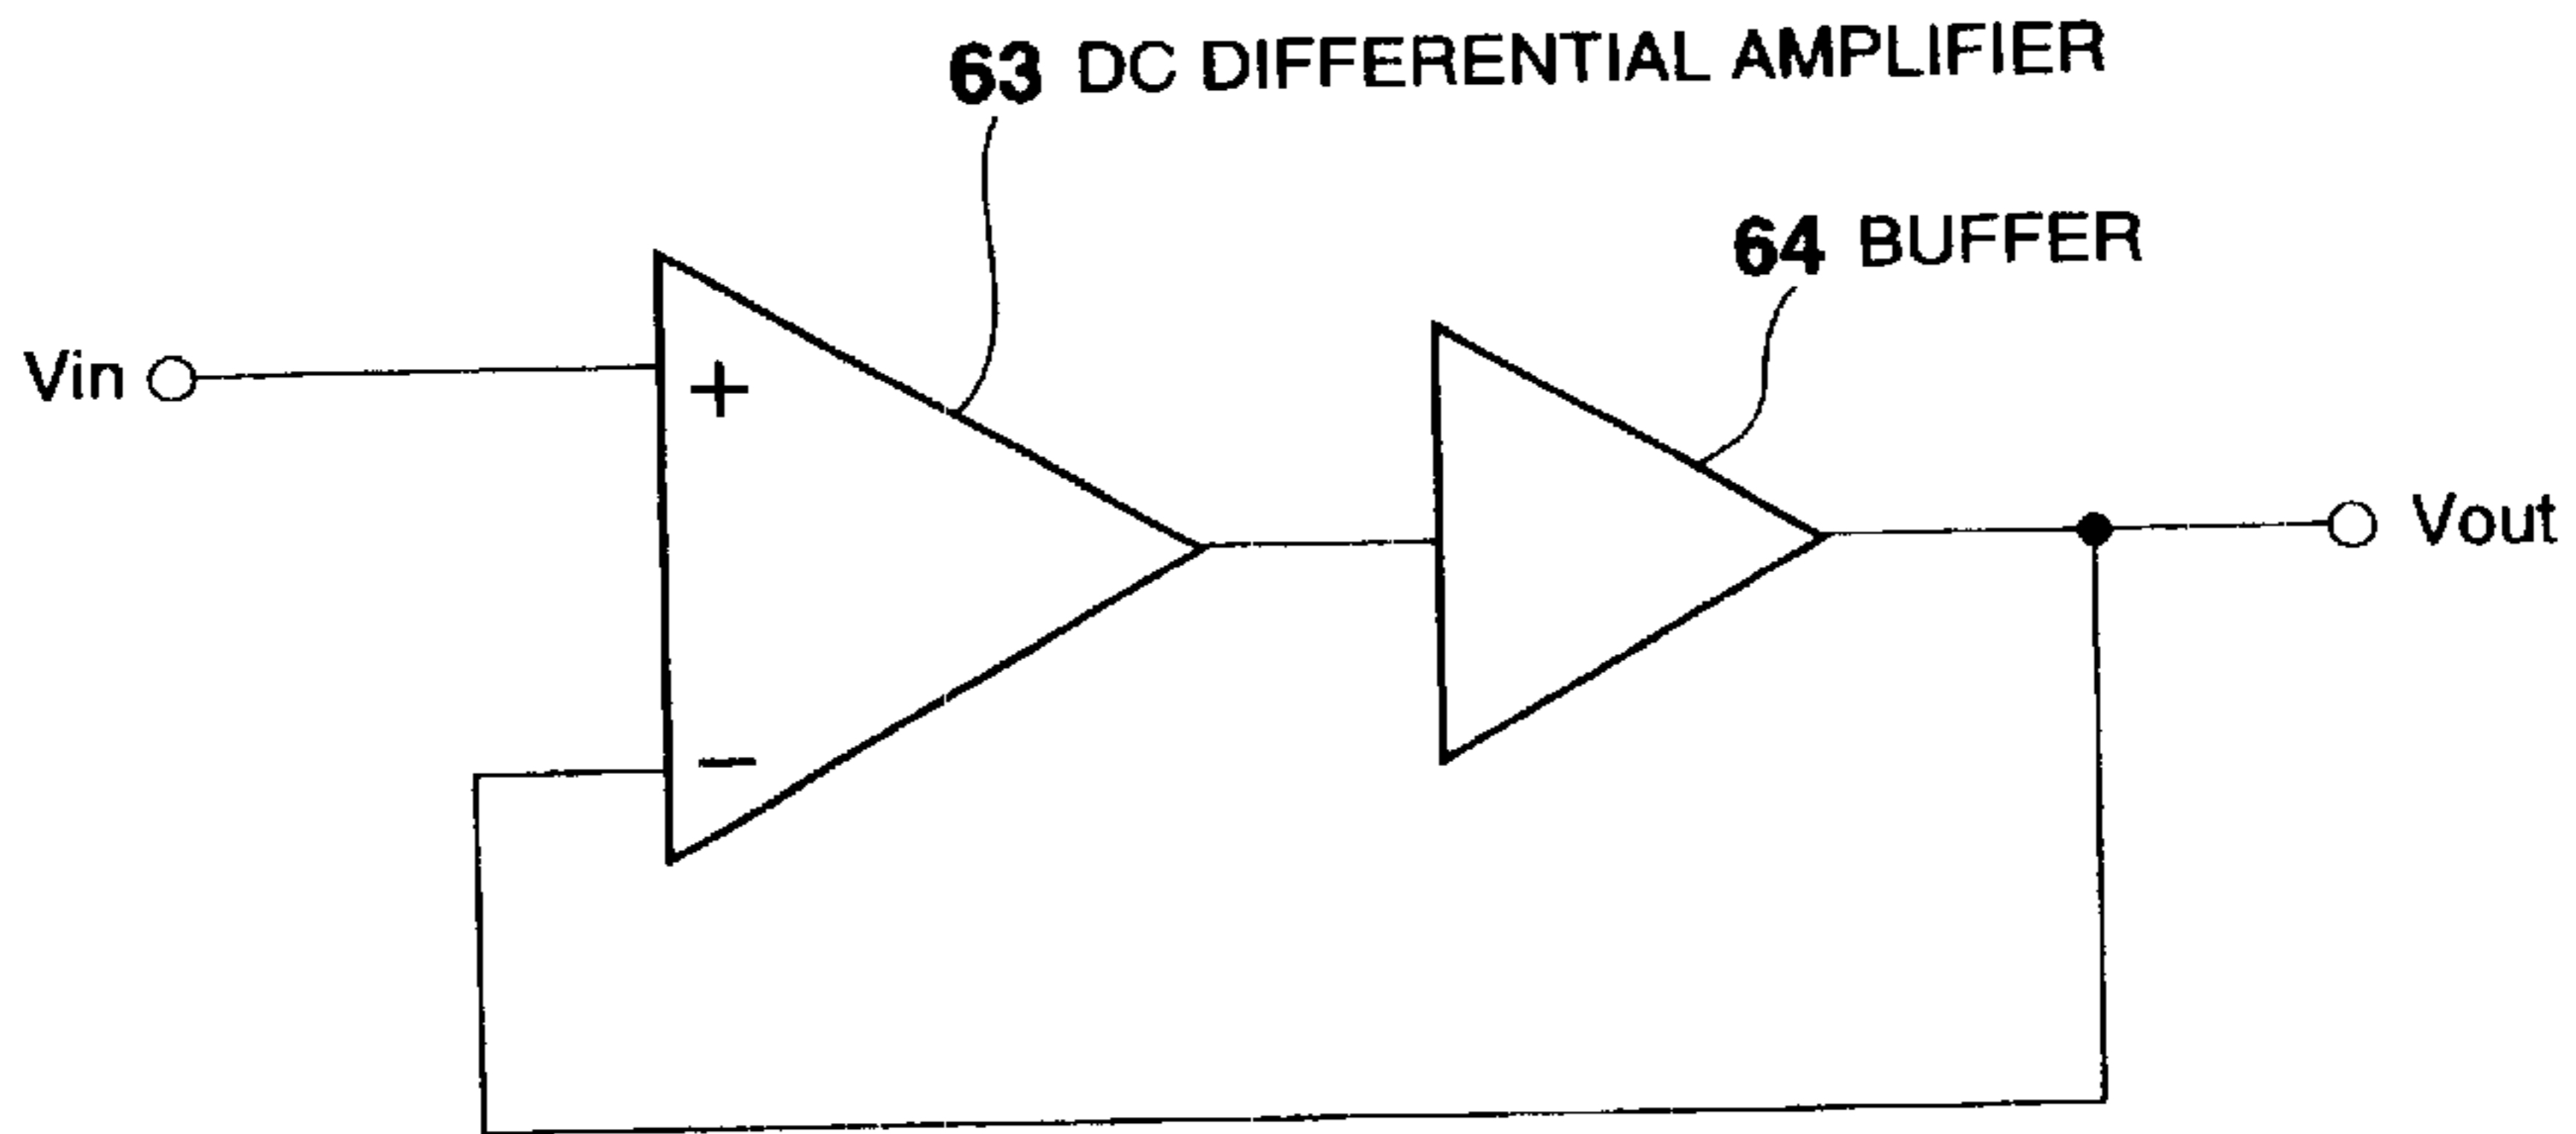 63 DC DIFFERENTIAL AMPLIFIER
64 BUFFER
Vin
+
Vout
−